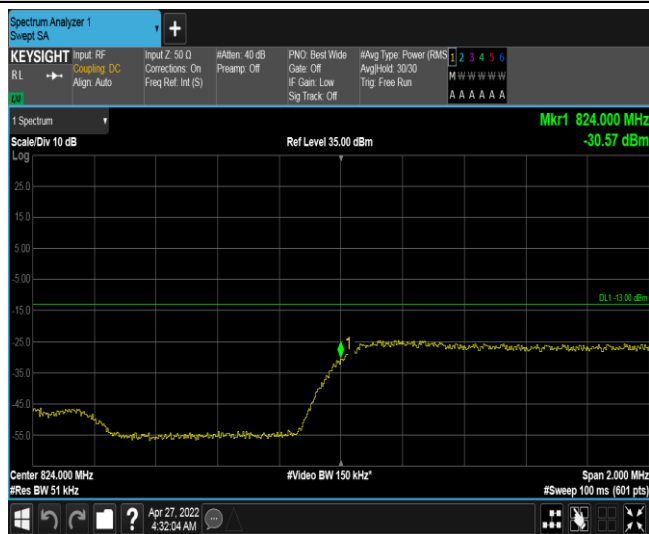 Spectrum Analyzer 1
Swept SA
+
KEYSIGHT
RL
Input: RF
Coupling: DC
Align: Auto
Input Z: 50 Ω
Corrections: On
Freq Ref: Int (S)
#Atten: 40 dB
Preamp: Off
PNO: Best Wide
Gate: Off
IF Gain: Low
Sig Track: Off
#Avg Type: Power (RMS
Avg|Hold: 30/30
Trig: Free Run
1 2 3 4 5 6
M W W W W W
A A A A A A
1 Spectrum
Mkr1 824.000 MHz
Scale/Div 10 dB
Ref Level 35.00 dBm
-30.57 dBm
Log
25.0
15.0
5.00
-5.00
DL1 -13.00 dBm
-15.0
-25.0
1
-35.0
-45.0
-55.0
Center 824.000 MHz
#Video BW 150 kHz*
Span 2.000 MHz
#Res BW 51 kHz
#Sweep 100 ms (601 pts)
?
Apr 27, 2022
4:32:04 AM